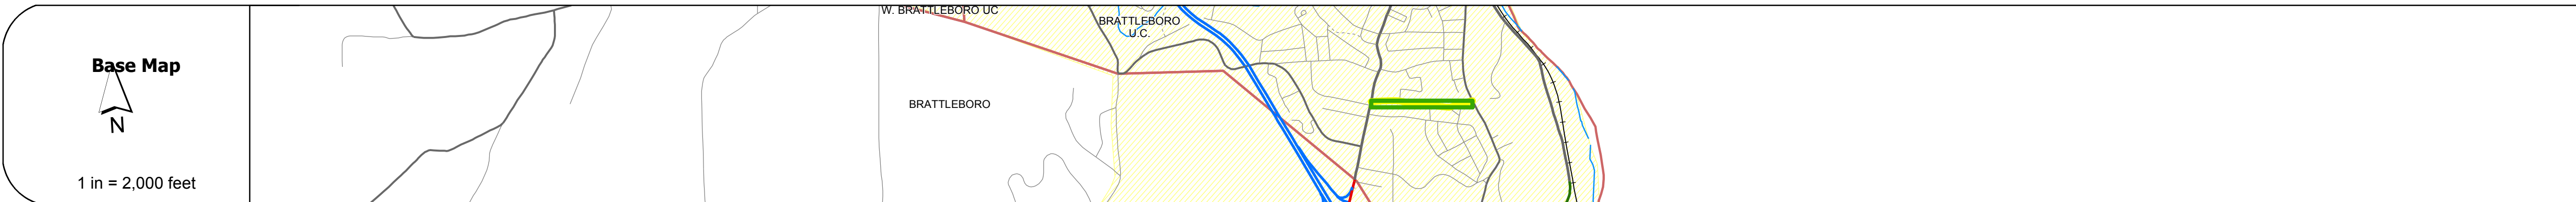 Base Map
N
1 in = 2,000 feet
W. BRATTLEBORO UC
BRATTLEBORO
U.C.
BRATTLEBORO